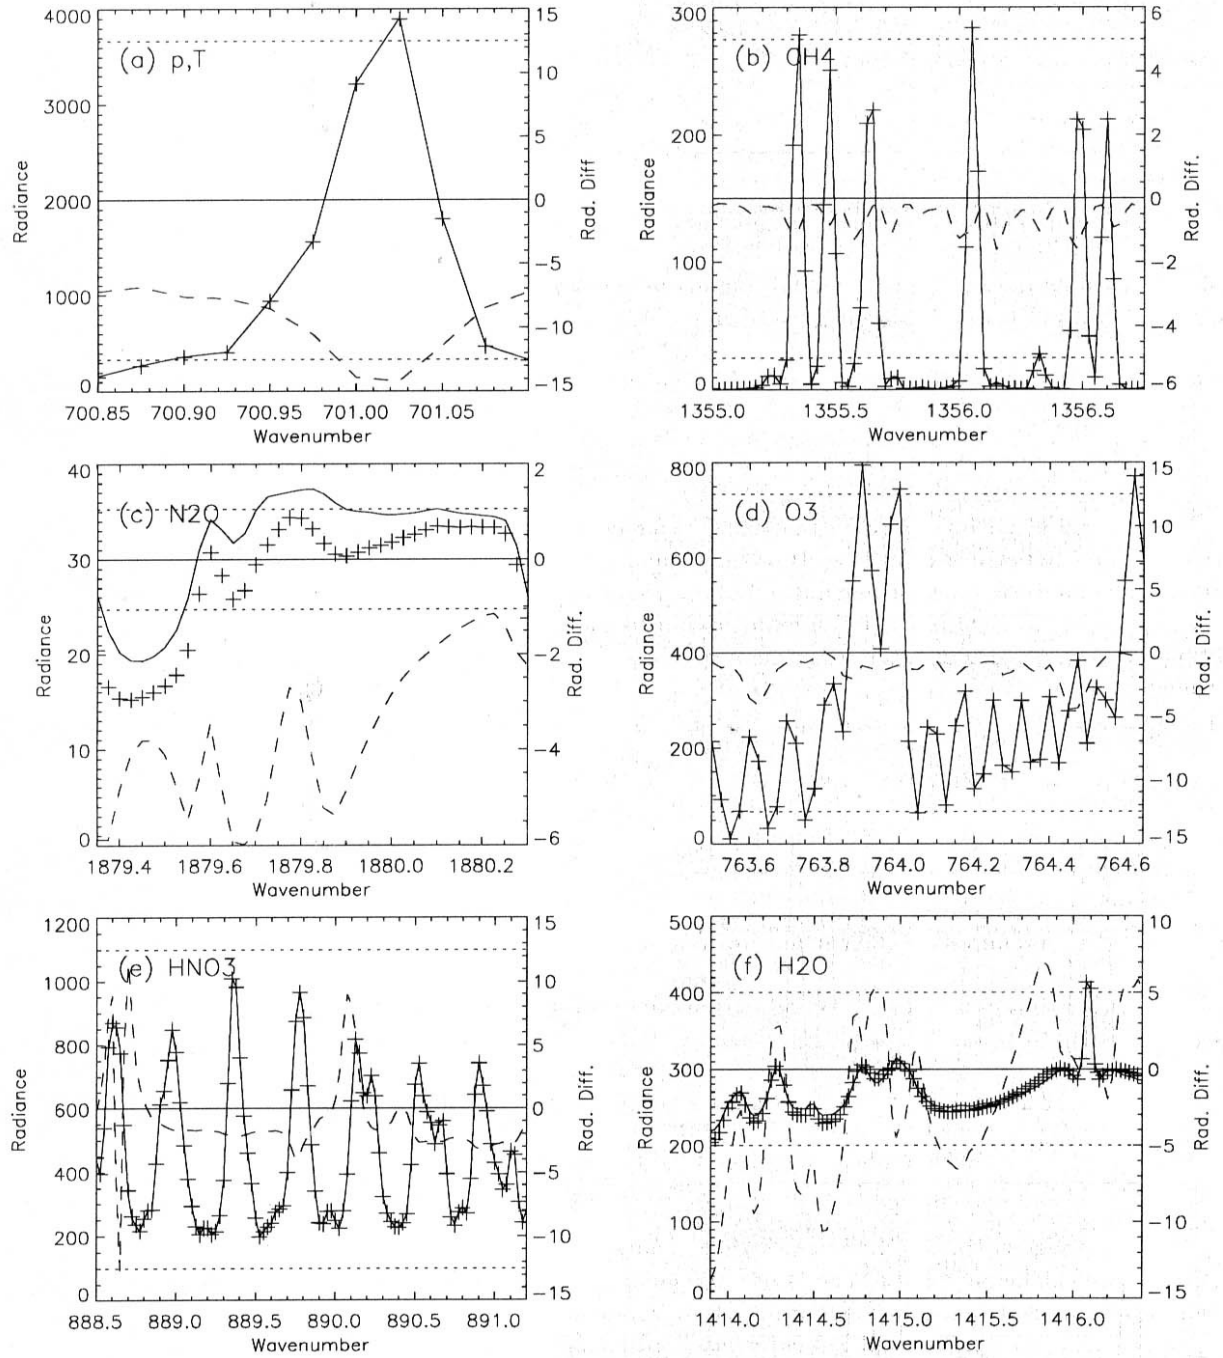 (a) p,T
4000
3000
2000
1000
0
15
10
5
0
−5
−10
−15
Radiance
Rad. Diff
700.85 700.90 700.95 701.00 701.05
Wavenumber
(b) CH4
300
200
100
0
6
4
2
0
−2
−4
−6
Radiance
Rad. Diff.
1355.0 1355.5 1356.0 1356.5
Wavenumber
(c) N2O
40
30
20
10
0
2
0
−2
−4
−6
Radiance
Rad. Diff.
1879.4 1879.6 1879.8 1880.0 1880.2
Wavenumber
(d) O3
800
600
400
200
0
15
10
5
0
−5
−10
−15
Radiance
Rad. Diff.
763.6 763.8 764.0 764.2 764.4 764.6
Wavenumber
(e) HNO3
1200
1000
800
600
400
200
0
15
10
5
0
−5
−10
−15
Radiance
Rad. Diff.
888.5 889.0 889.5 890.0 890.5 891.0
Wavenumber
(f) H2O
500
400
300
200
100
0
10
5
0
−5
−10
−15
Radiance
Rad. Diff.
1414.0 1414.5 1415.0 1415.5 1416.0
Wavenumber